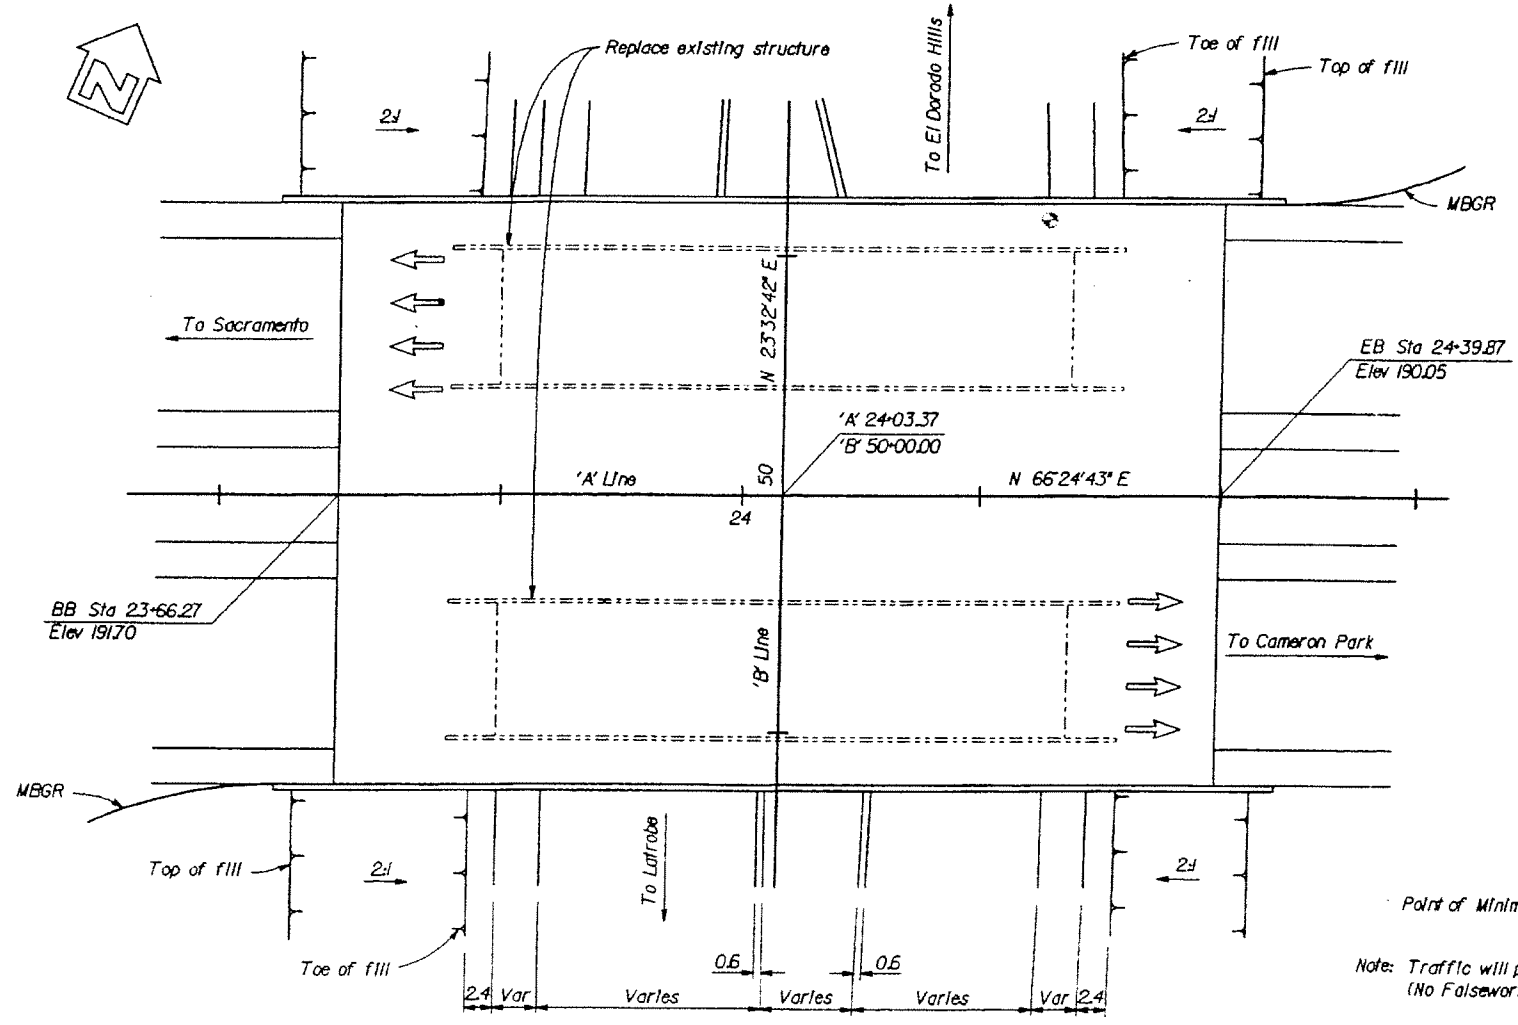 N
Replace existing structure
To El Dorado Hills
Toe of fill
Top of fill
2:1
2:1
MBGR
To Sacramento
N 23°32'42" E
EB Sta 24+39.87
Elev 190.05
'A' 24+03.37
'B' 50+00.00
50
'A' Line
N 66°24'43" E
24
BB Sta 23+66.27
Elev 191.70
'B' Line
To Cameron Park
MBGR
Top of fill
2:1
To Latrobe
2:1
Toe of fill
Point of Minim
Note: Traffic will p
(No Falsewor
0.6
0.6
2.4
Var
Varies
Varies
Varies
Var
2.4